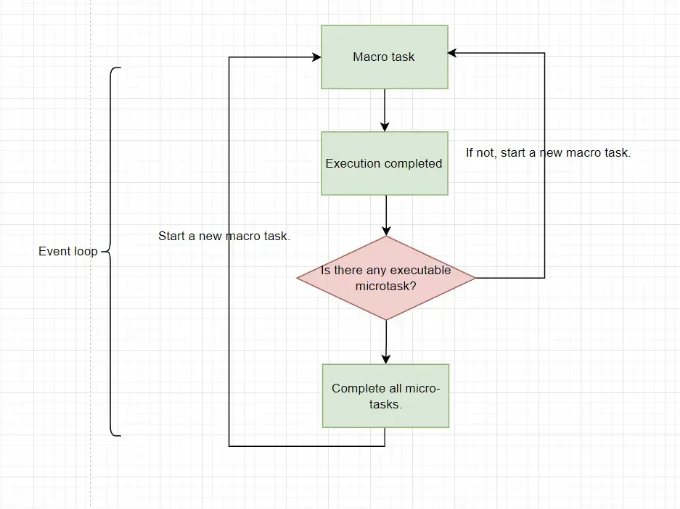 Macro task
Execution completed
If not, start a new macro task.
Start a new macro task.
Event loop
Is there any executable
microtask?
Complete all micro-
tasks.